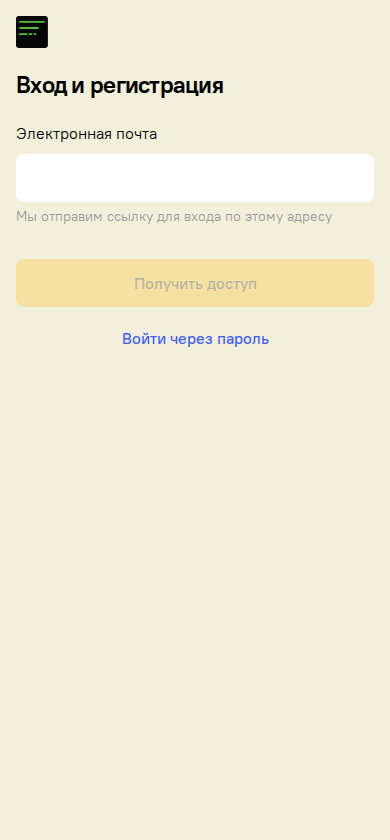 Вход и регистрация
Электронная почта
Мы отправим ссылку для входа по этому адресу
Получить доступ
Войти через пароль